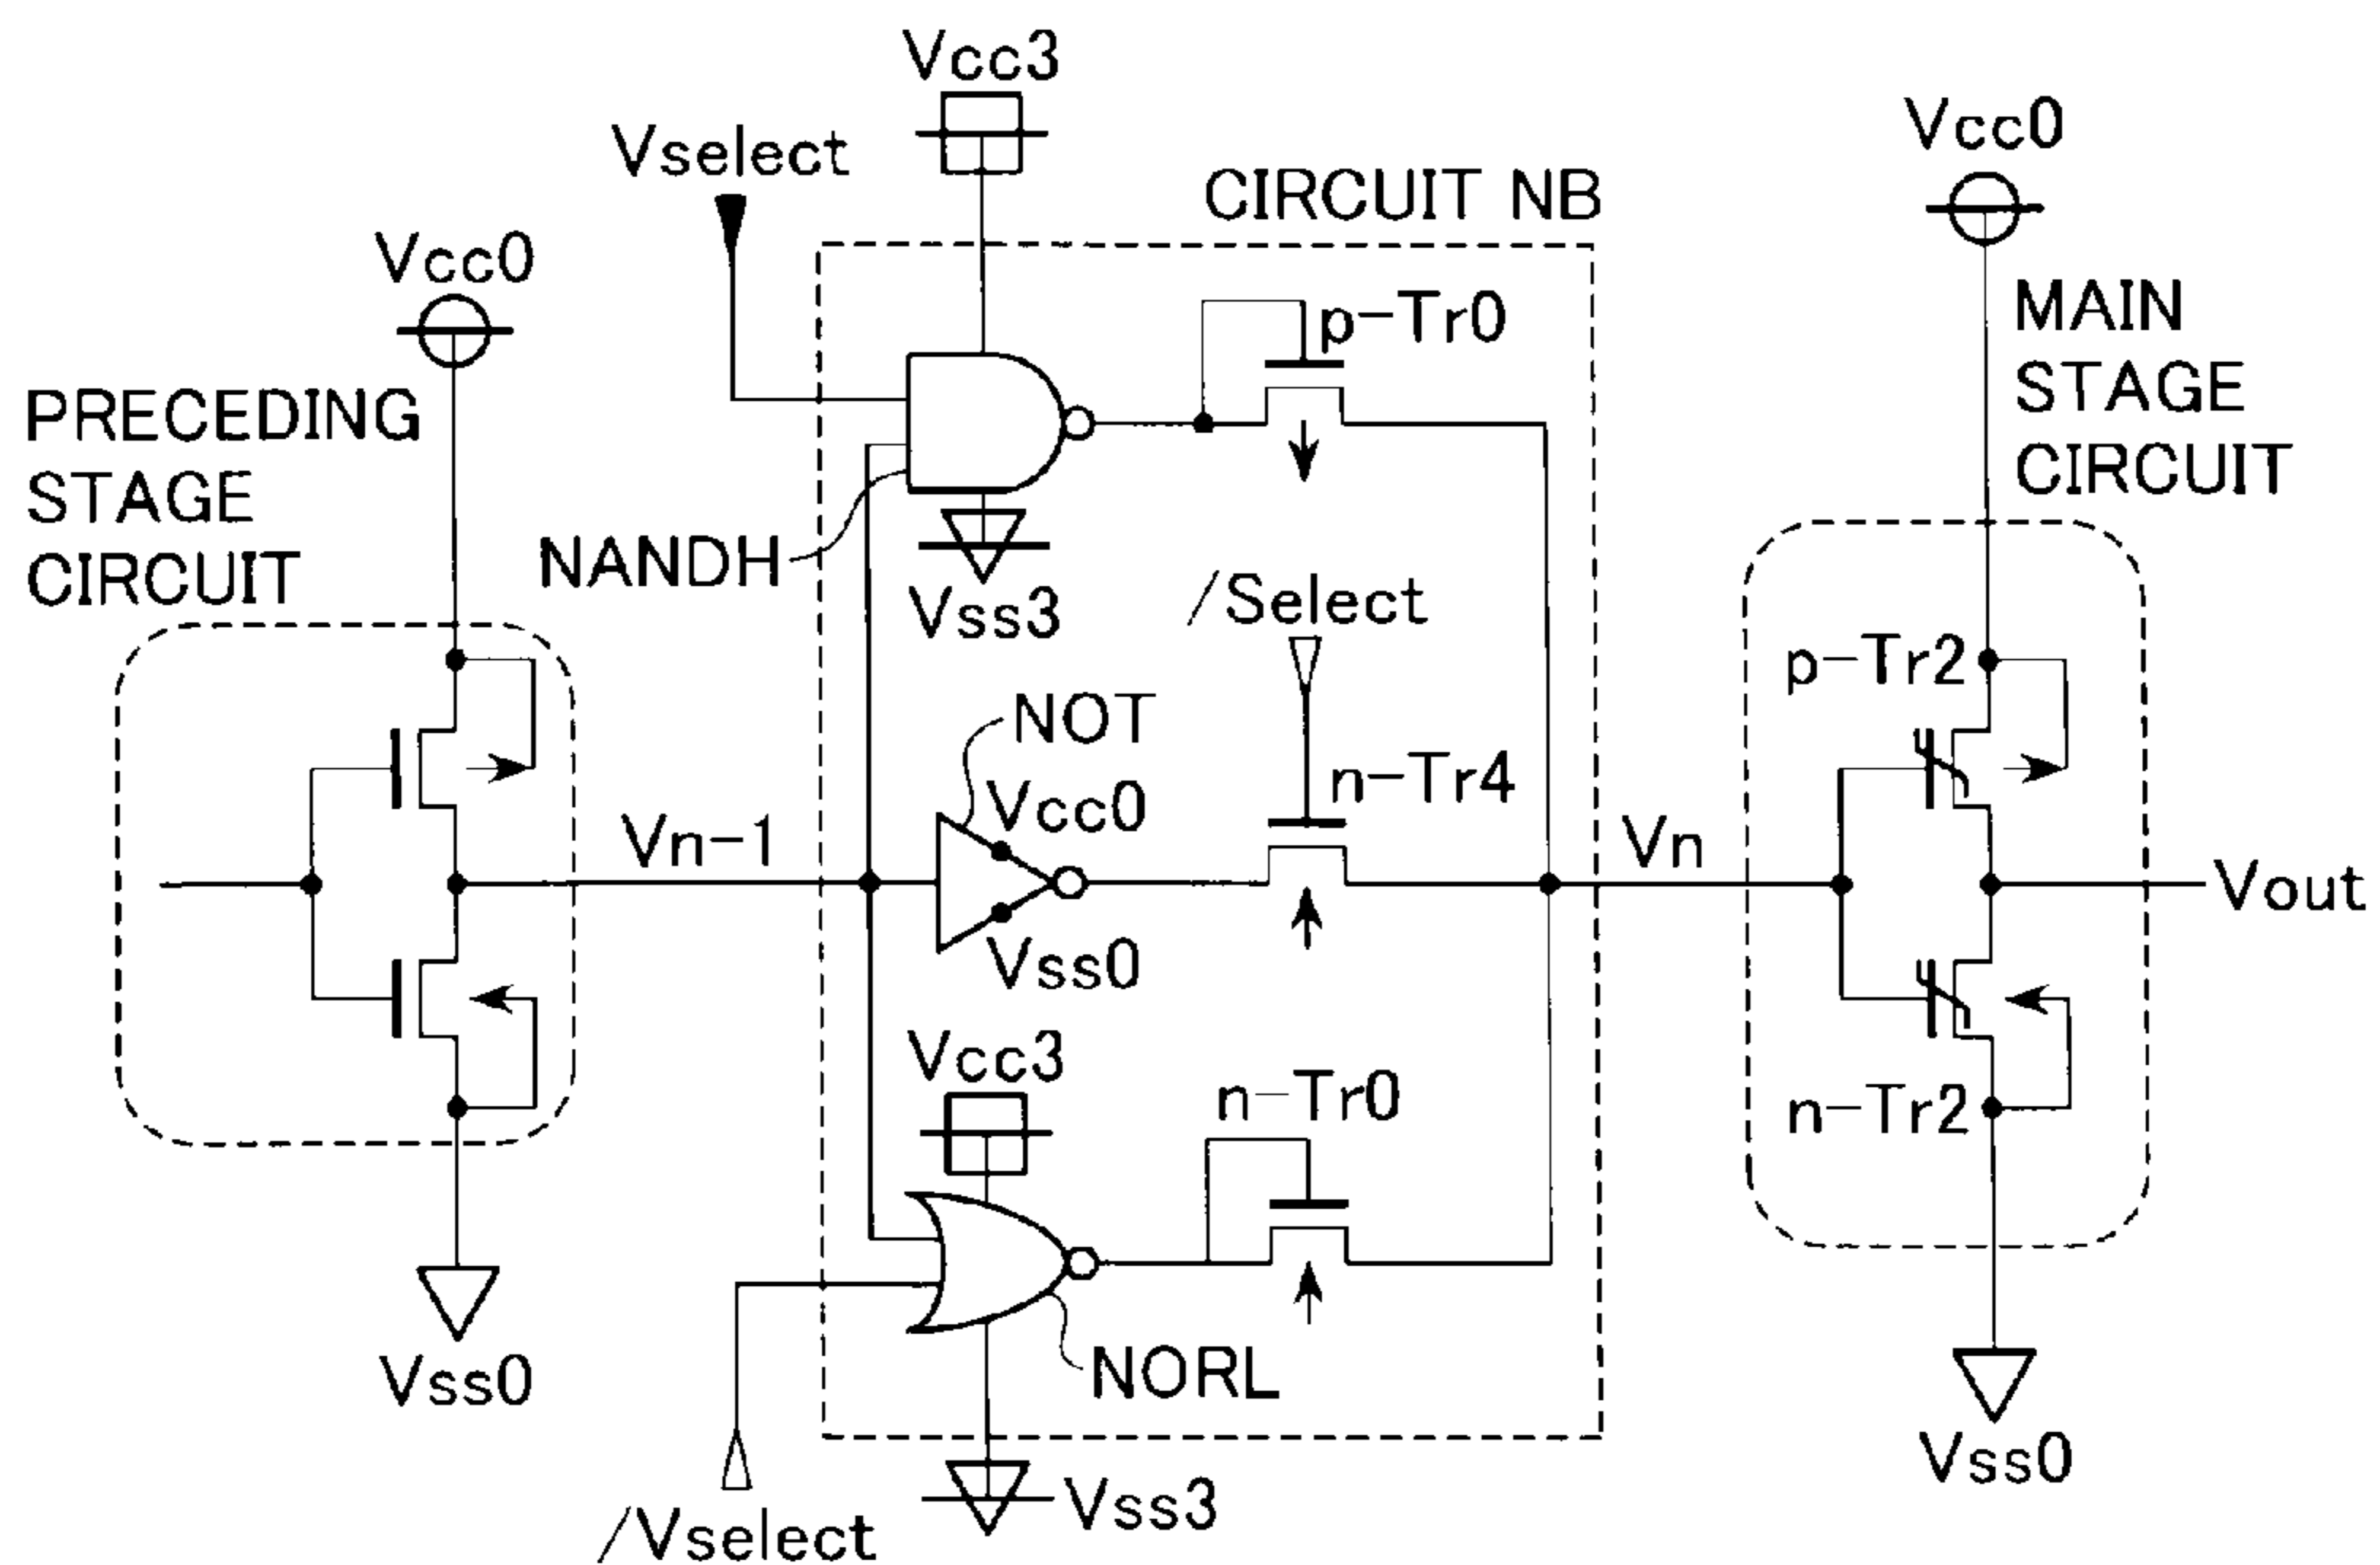 Vcc3
Vcc0
Vselect
CIRCUIT NB
Vcc0
MAIN
STAGE
CIRCUIT
p-Tr0
PRECEDING
STAGE
CIRCUIT
NANDH
Vss3
/Select
p-Tr2
NOT
Vcc0
n-Tr4
Vn-1
Vn
Vout
Vss0
Vcc3
n-Tr0
n-Tr2
Vss0
NORL
Vss0
Vss3
/Vselect